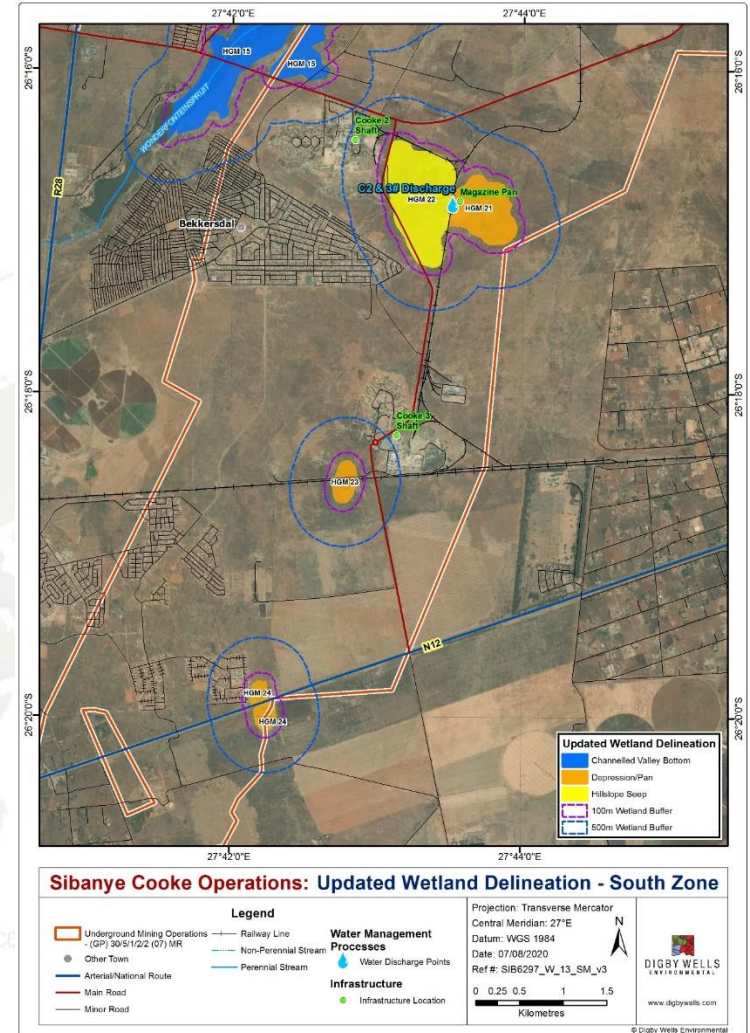 27°42'0"E
27°44'0"E
26°16'0"S
26°16'0"S
HGM 15
HGM 15
WONDERFONTEINSPRUIT
Cooke 2
Shaft
R28
C2 & 3# Discharge
Magazine Pan
HGM 22
HGM 21
Bekkersdal
26°18'0"S
26°18'0"S
Cooke 3
Shaft
HGM 23
N12
HGM 24
HGM 24
26°20'0"S
26°20'0"S
Updated Wetland Delineation
Channelled Valley Bottom
Depression/Pan
Hillslope Seep
100m Wetland Buffer
500m Wetland Buffer
27°42'0"E
27°44'0"E
Sibanye Cooke Operations: Updated Wetland Delineation - South Zone
Legend
Underground Mining Operations
- (GP) 30/5/1/2/2 (07) MR
Other Town
Arterial/National Route
Main Road
Minor Road
Railway Line
Non-Perennial Stream
Perennial Stream
Water Management
Processes
Water Discharge Points
Infrastructure
Infrastructure Location
Projection: Transverse Mercator
Central Meridian: 27°E
Datum: WGS 1984
Date: 07/08/2020
Ref #: SIB6297_W_13_SM_v3
N
0 0.25 0.5 1 1.5
Kilometres
DIGBY WELLS
ENVIRONMENTAL
www.digbywells.com
© Digby Wells Environmental